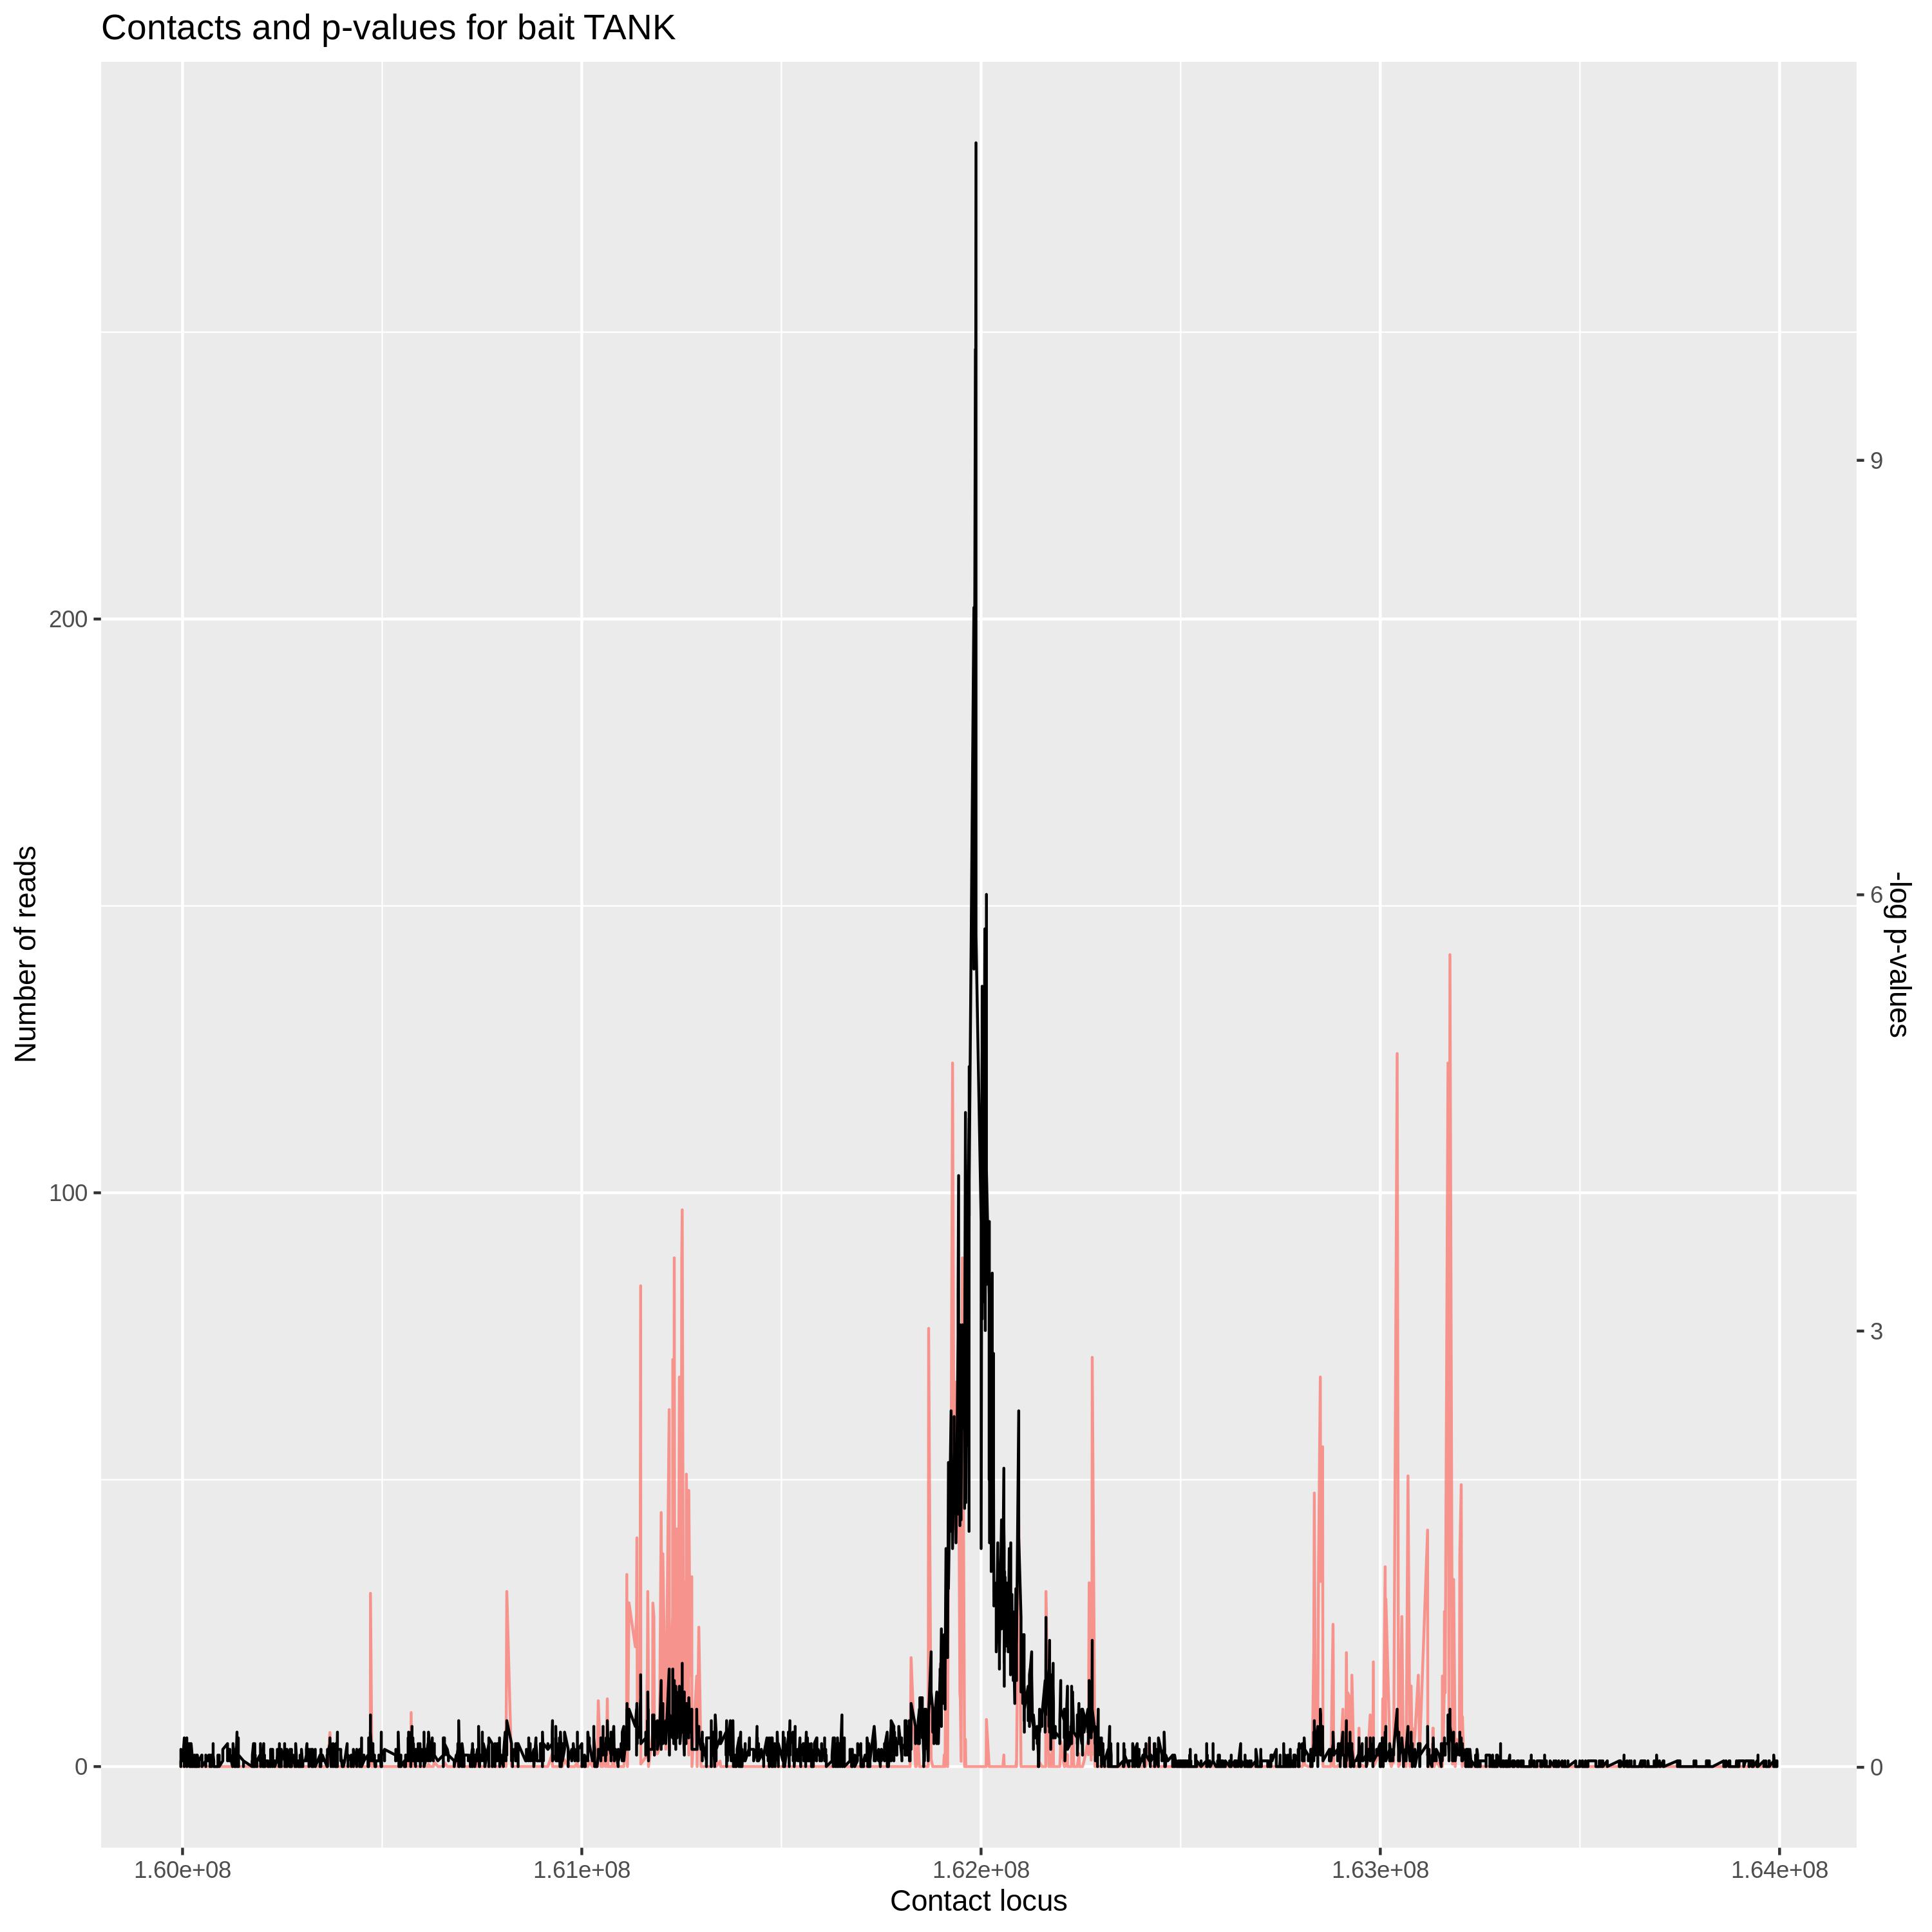 Contacts and p-values for bait TANK
Number of reads
200
100
0
9
6
3
0
-log p-values
1.60e+08
1.61e+08
1.62e+08
1.63e+08
1.64e+08
Contact locus